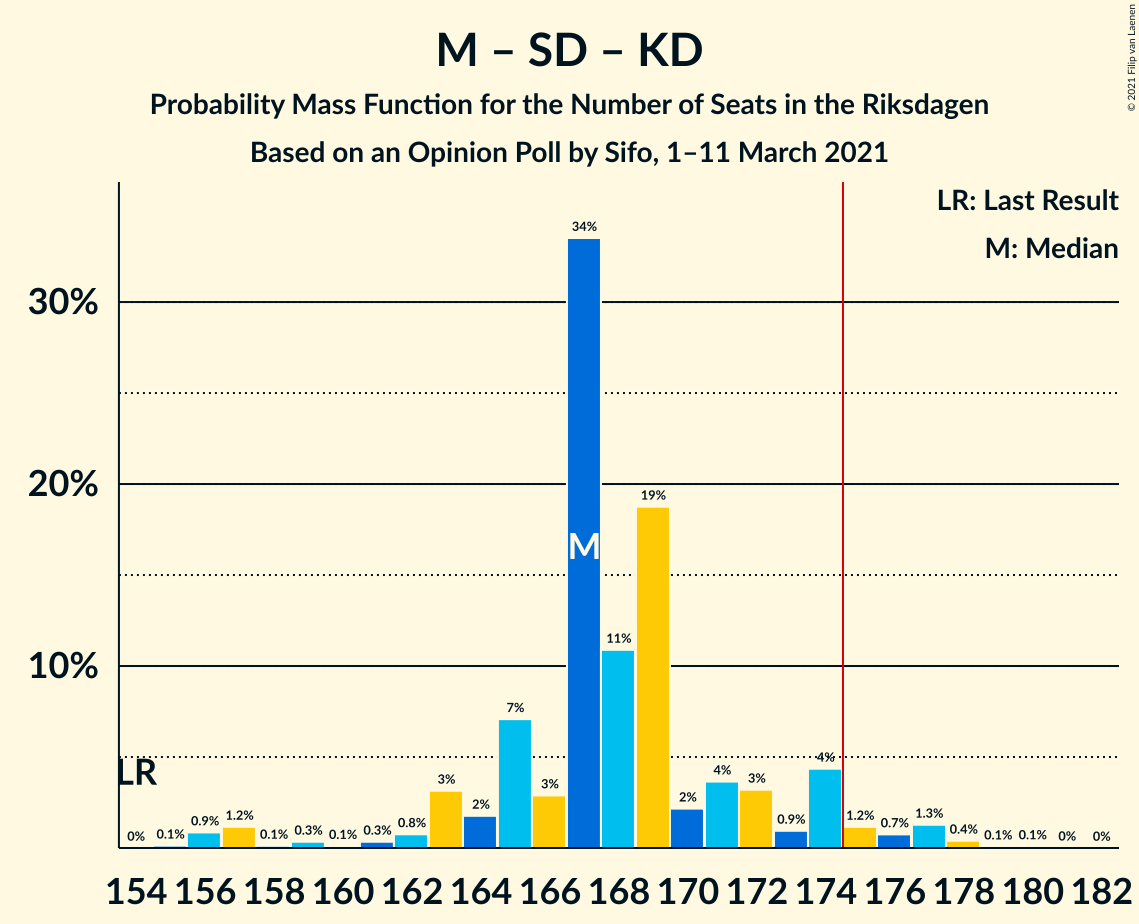 M – SD – KD
Probability Mass Function for the Number of Seats in the Riksdagen
Based on an Opinion Poll by Sifo, 1–11 March 2021
© 2021 Filip van Laenen
LR: Last Result
M: Median
30%
20%
10%
LR
M
0% 0.1% 0.9% 1.2% 0.1% 0.3% 0.1% 0.3% 0.8% 3% 2% 7% 3% 34% 11% 19% 2% 4% 3% 0.9% 4% 1.2% 0.7% 1.3% 0.4% 0.1% 0.1% 0% 0%
154 156 158 160 162 164 166 168 170 172 174 176 178 180 182